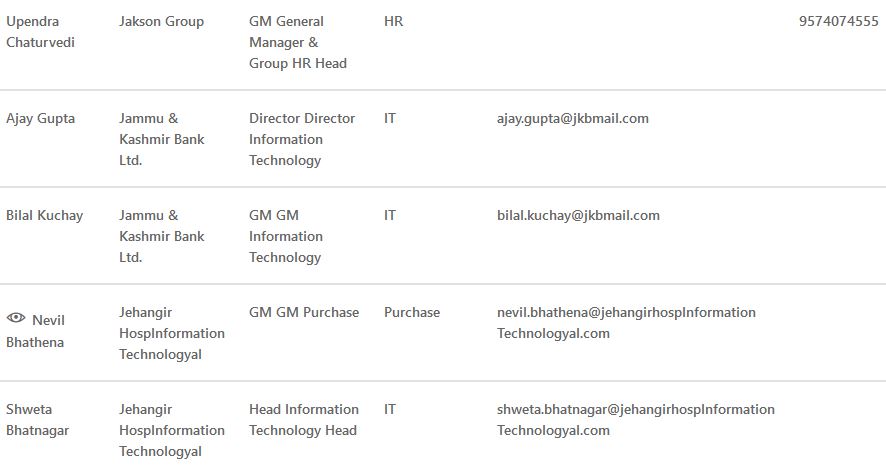 Upendra Chaturvedi Jakson Group GM General Manager & Group HR Head HR 9574074555
Ajay Gupta Jammu & Kashmir Bank Ltd. Director Director Information Technology IT ajay.gupta@jkbmail.com
Bilal Kuchay Jammu & Kashmir Bank Ltd. GM GM Information Technology IT bilal.kuchay@jkbmail.com
Nevil Bhathena Jehangir HospInformation Technologyal GM GM Purchase Purchase nevil.bhathena@jehangirhospInformation Technologyal.com
Shweta Bhatnagar Jehangir HospInformation Technologyal Head Information Technology Head IT shweta.bhatnagar@jehangirhospInformation Technologyal.com